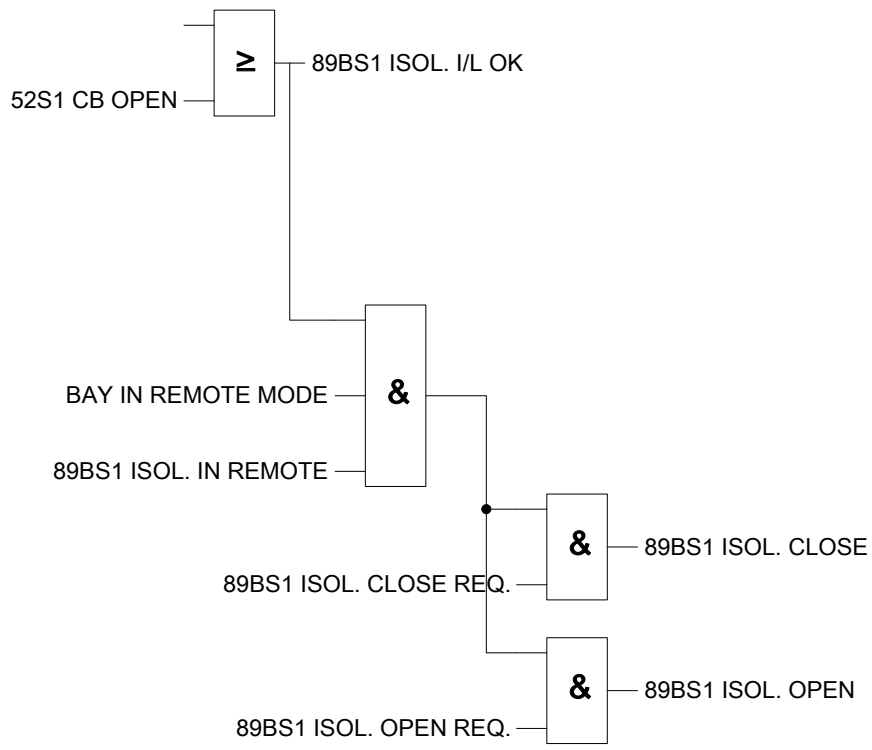 ≥
89BS1 ISOL. I/L OK
52S1 CB OPEN
BAY IN REMOTE MODE
&
89BS1 ISOL. IN REMOTE
&
89BS1 ISOL. CLOSE
89BS1 ISOL. CLOSE REQ.
&
89BS1 ISOL. OPEN
89BS1 ISOL. OPEN REQ.